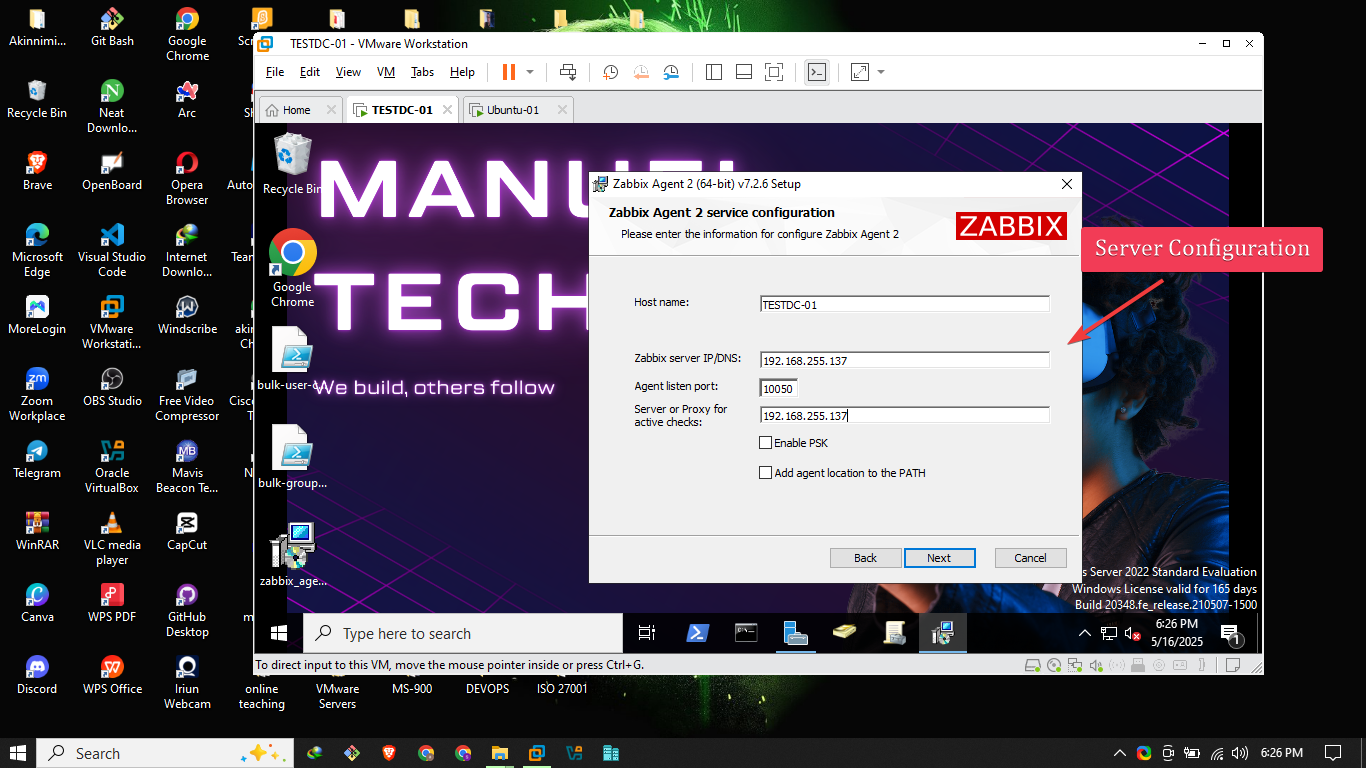 Akinnimi...
Git Bash
Google
Chrome
TESTDC-01 - VMware Workstation
File Edit View VM Tabs Help
Home
TESTDC-01
Ubuntu-01
Recycle Bin
Neat
Downlo...
Arc
Brave
OpenBoard
Opera
Browser
Microsoft
Edge
Visual Studio
Code
Internet
Downlo...
MoreLogin
VMware
Workstati...
Windscribe
Zoom
Workplace
OBS Studio
Free Video
Compressor
Telegram
Oracle
VirtualBox
Mavis
Beacon Te...
WinRAR
VLC media
player
CapCut
Canva
WPS PDF
GitHub
Desktop
Discord
WPS Office
Iriun
Webcam
online
teaching
VMware
Servers
MS-900
DEVOPS
ISO 27001
Recycle Bin
Google
Chrome
bulk-group...
zabbix_age...
TECH
We build, others follow
Zabbix Agent 2 (64-bit) v7.2.6 Setup
Zabbix Agent 2 service configuration
Please enter the information for configure Zabbix Agent 2
ZABBIX
Host name: TESTDC-01
Zabbix server IP/DNS: 192.168.255.137
Agent listen port: 10050
Server or Proxy for
active checks: 192.168.255.137
Enable PSK
Add agent location to the PATH
Back Next Cancel
Server Configuration
s Server 2022 Standard Evaluation
Windows License valid for 165 days
Build 20348.fe_release.210507-1500
Type here to search
6:26 PM
5/16/2025
1
To direct input to this VM, move the mouse pointer inside or press Ctrl+G.
Search
6:26 PM